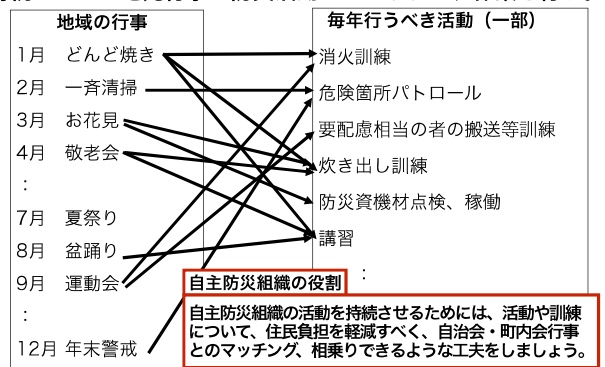 地域の行事
1月 どんど焼き
2月 一斉清掃
3月 お花見
4月 敬老会
：
7月 夏祭り
8月 盆踊り
9月 運動会
：
12月 年末警戒
毎年行うべき活動（一部）
消火訓練
危険箇所パトロール
要配慮相当の者の搬送等訓練
炊き出し訓練
防災資機材点検、稼働
講習
：
自主防災組織の役割
自主防災組織の活動を持続させるためには、活動や訓練
について、住民負担を軽減すべく、自治会・町内会行事
とのマッチング、相乗りできるような工夫をしましょう。